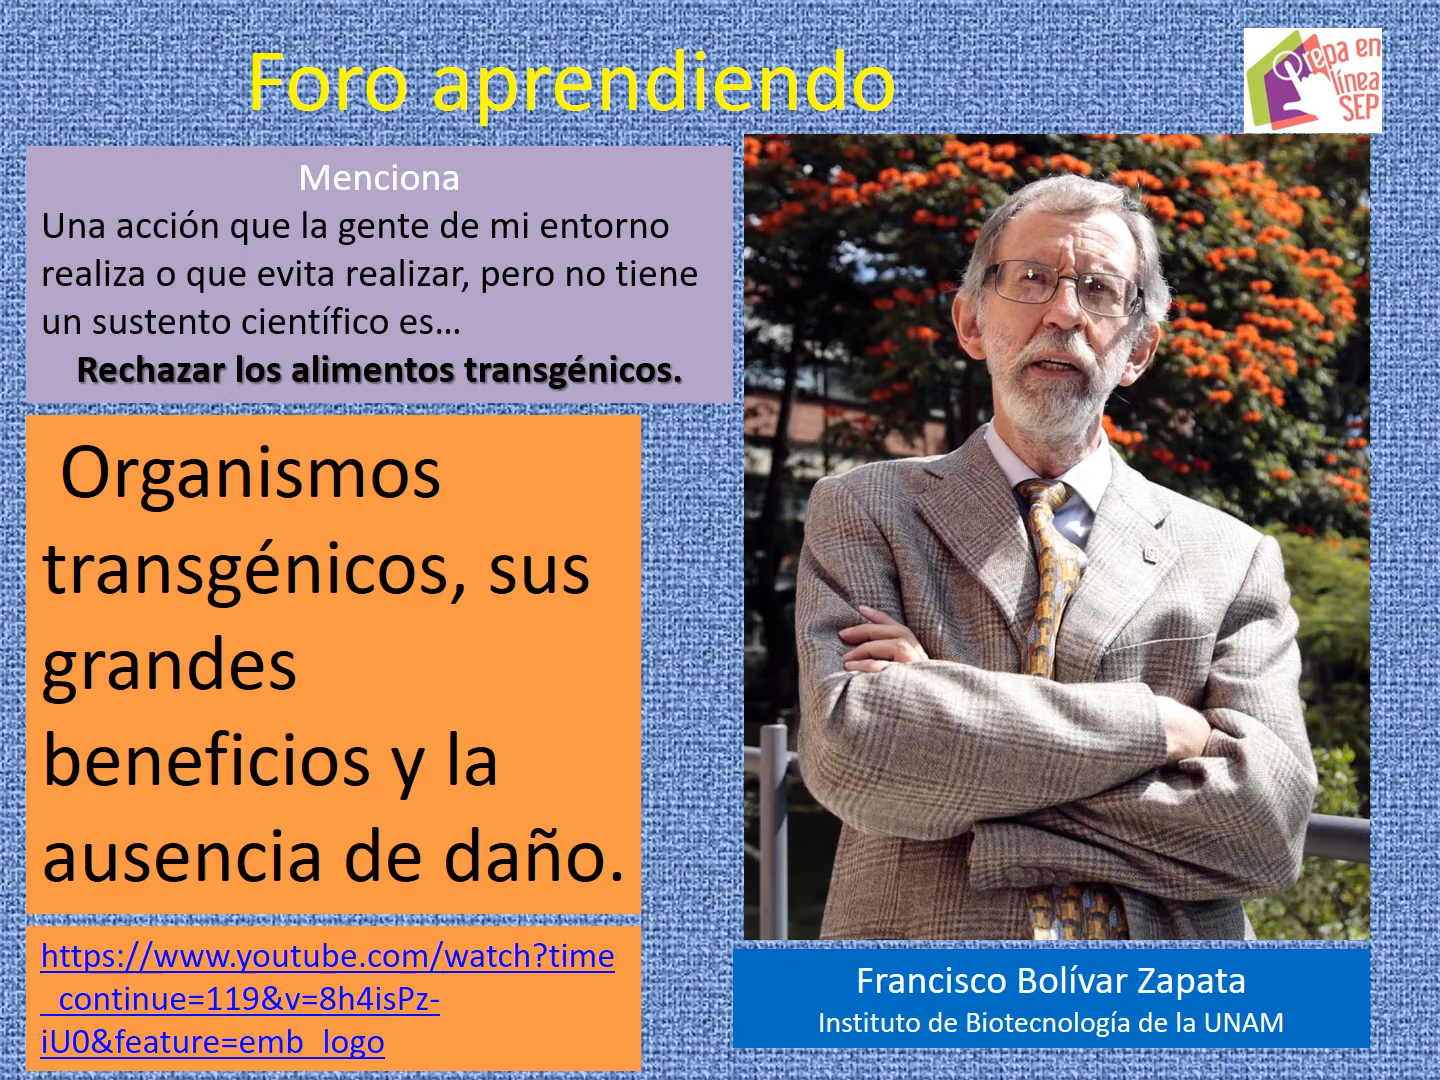 Foro aprendiendo
Prepa en
línea
SEP
Menciona
Una acción que la gente de mi entorno
realiza o que evita realizar, pero no tiene
un sustento científico es…
Rechazar los alimentos transgénicos.
Organismos
transgénicos, sus
grandes
beneficios y la
ausencia de daño.
https://www.youtube.com/watch?time
_continue=119&v=8h4isPz-
iU0&feature=emb_logo
Francisco Bolívar Zapata
Instituto de Biotecnología de la UNAM